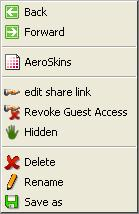 Back
Forward
AeroSkins
edit share link
Revoke Guest Access
Hidden
Delete
Rename
Save as